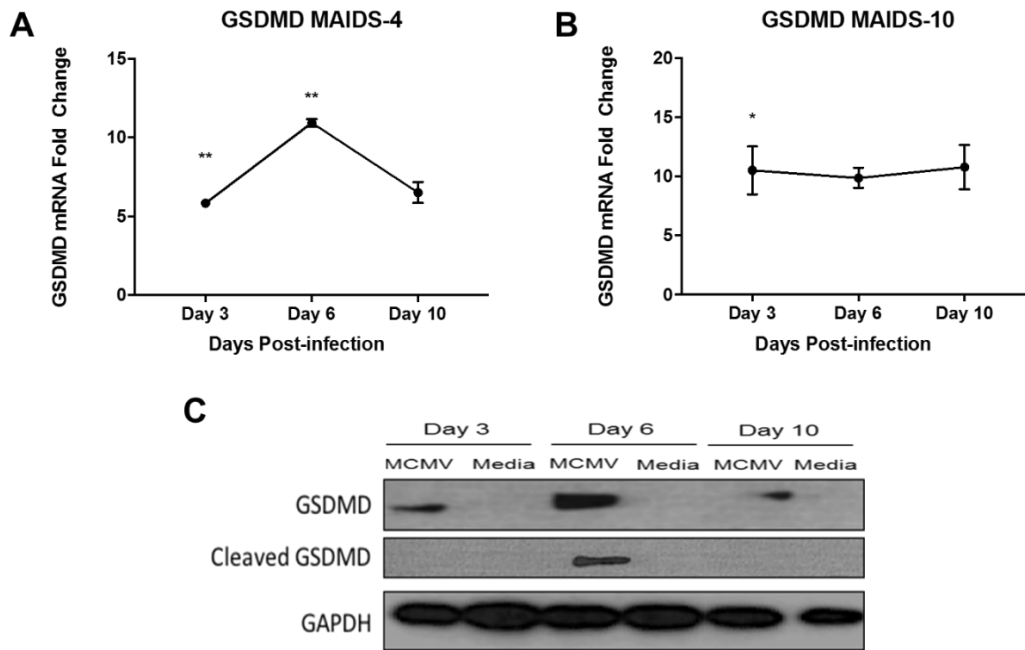 A
GSDMD MAIDS-4
GSDMD mRNA Fold Change
15
10
5
0
**
**
Day 3 Day 6 Day 10
Days Post-infection
B
GSDMD MAIDS-10
GSDMD mRNA Fold Change
20
15
10
5
0
*
Day 3 Day 6 Day 10
Days Post-infection
C
Day 3 Day 6 Day 10
MCMV Media MCMV Media MCMV Media
GSDMD
Cleaved GSDMD
GAPDH